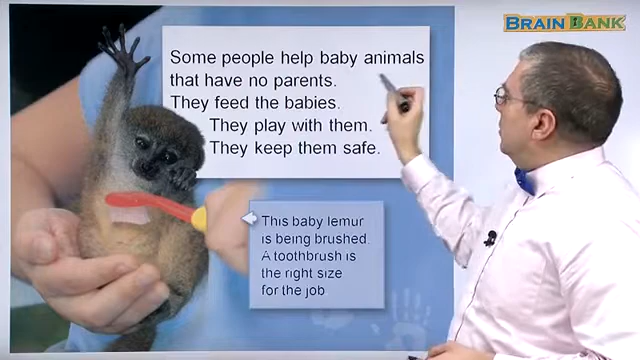 BRAIN BANK
Some people help baby animals
that have no parents.
They feed the babies.
They play with them.
They keep them safe.
This baby lemur
is being brushed.
A toothbrush is
the right size
for the job